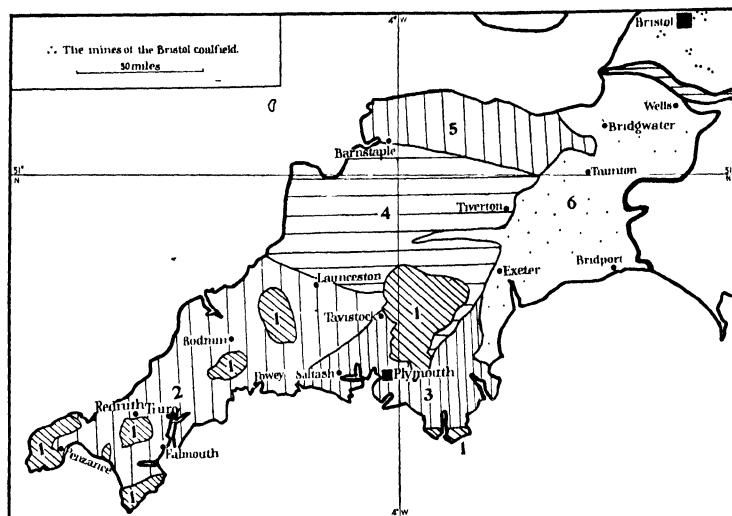 4° W
∴ The mines of the Bristol coalfield.
50 miles
Bristol
Wells
Bridgwater
5
Barnstaple
51° N
51° N
Taunton
4
Tiverton
6
Exeter
Bridport
Launceston
1
1
Tavistock
Bodmin
1
Fowey
Saltash
Plymouth
2
3
Redruth
Truro
1
1
Penzance
Falmouth
1
1
4° W